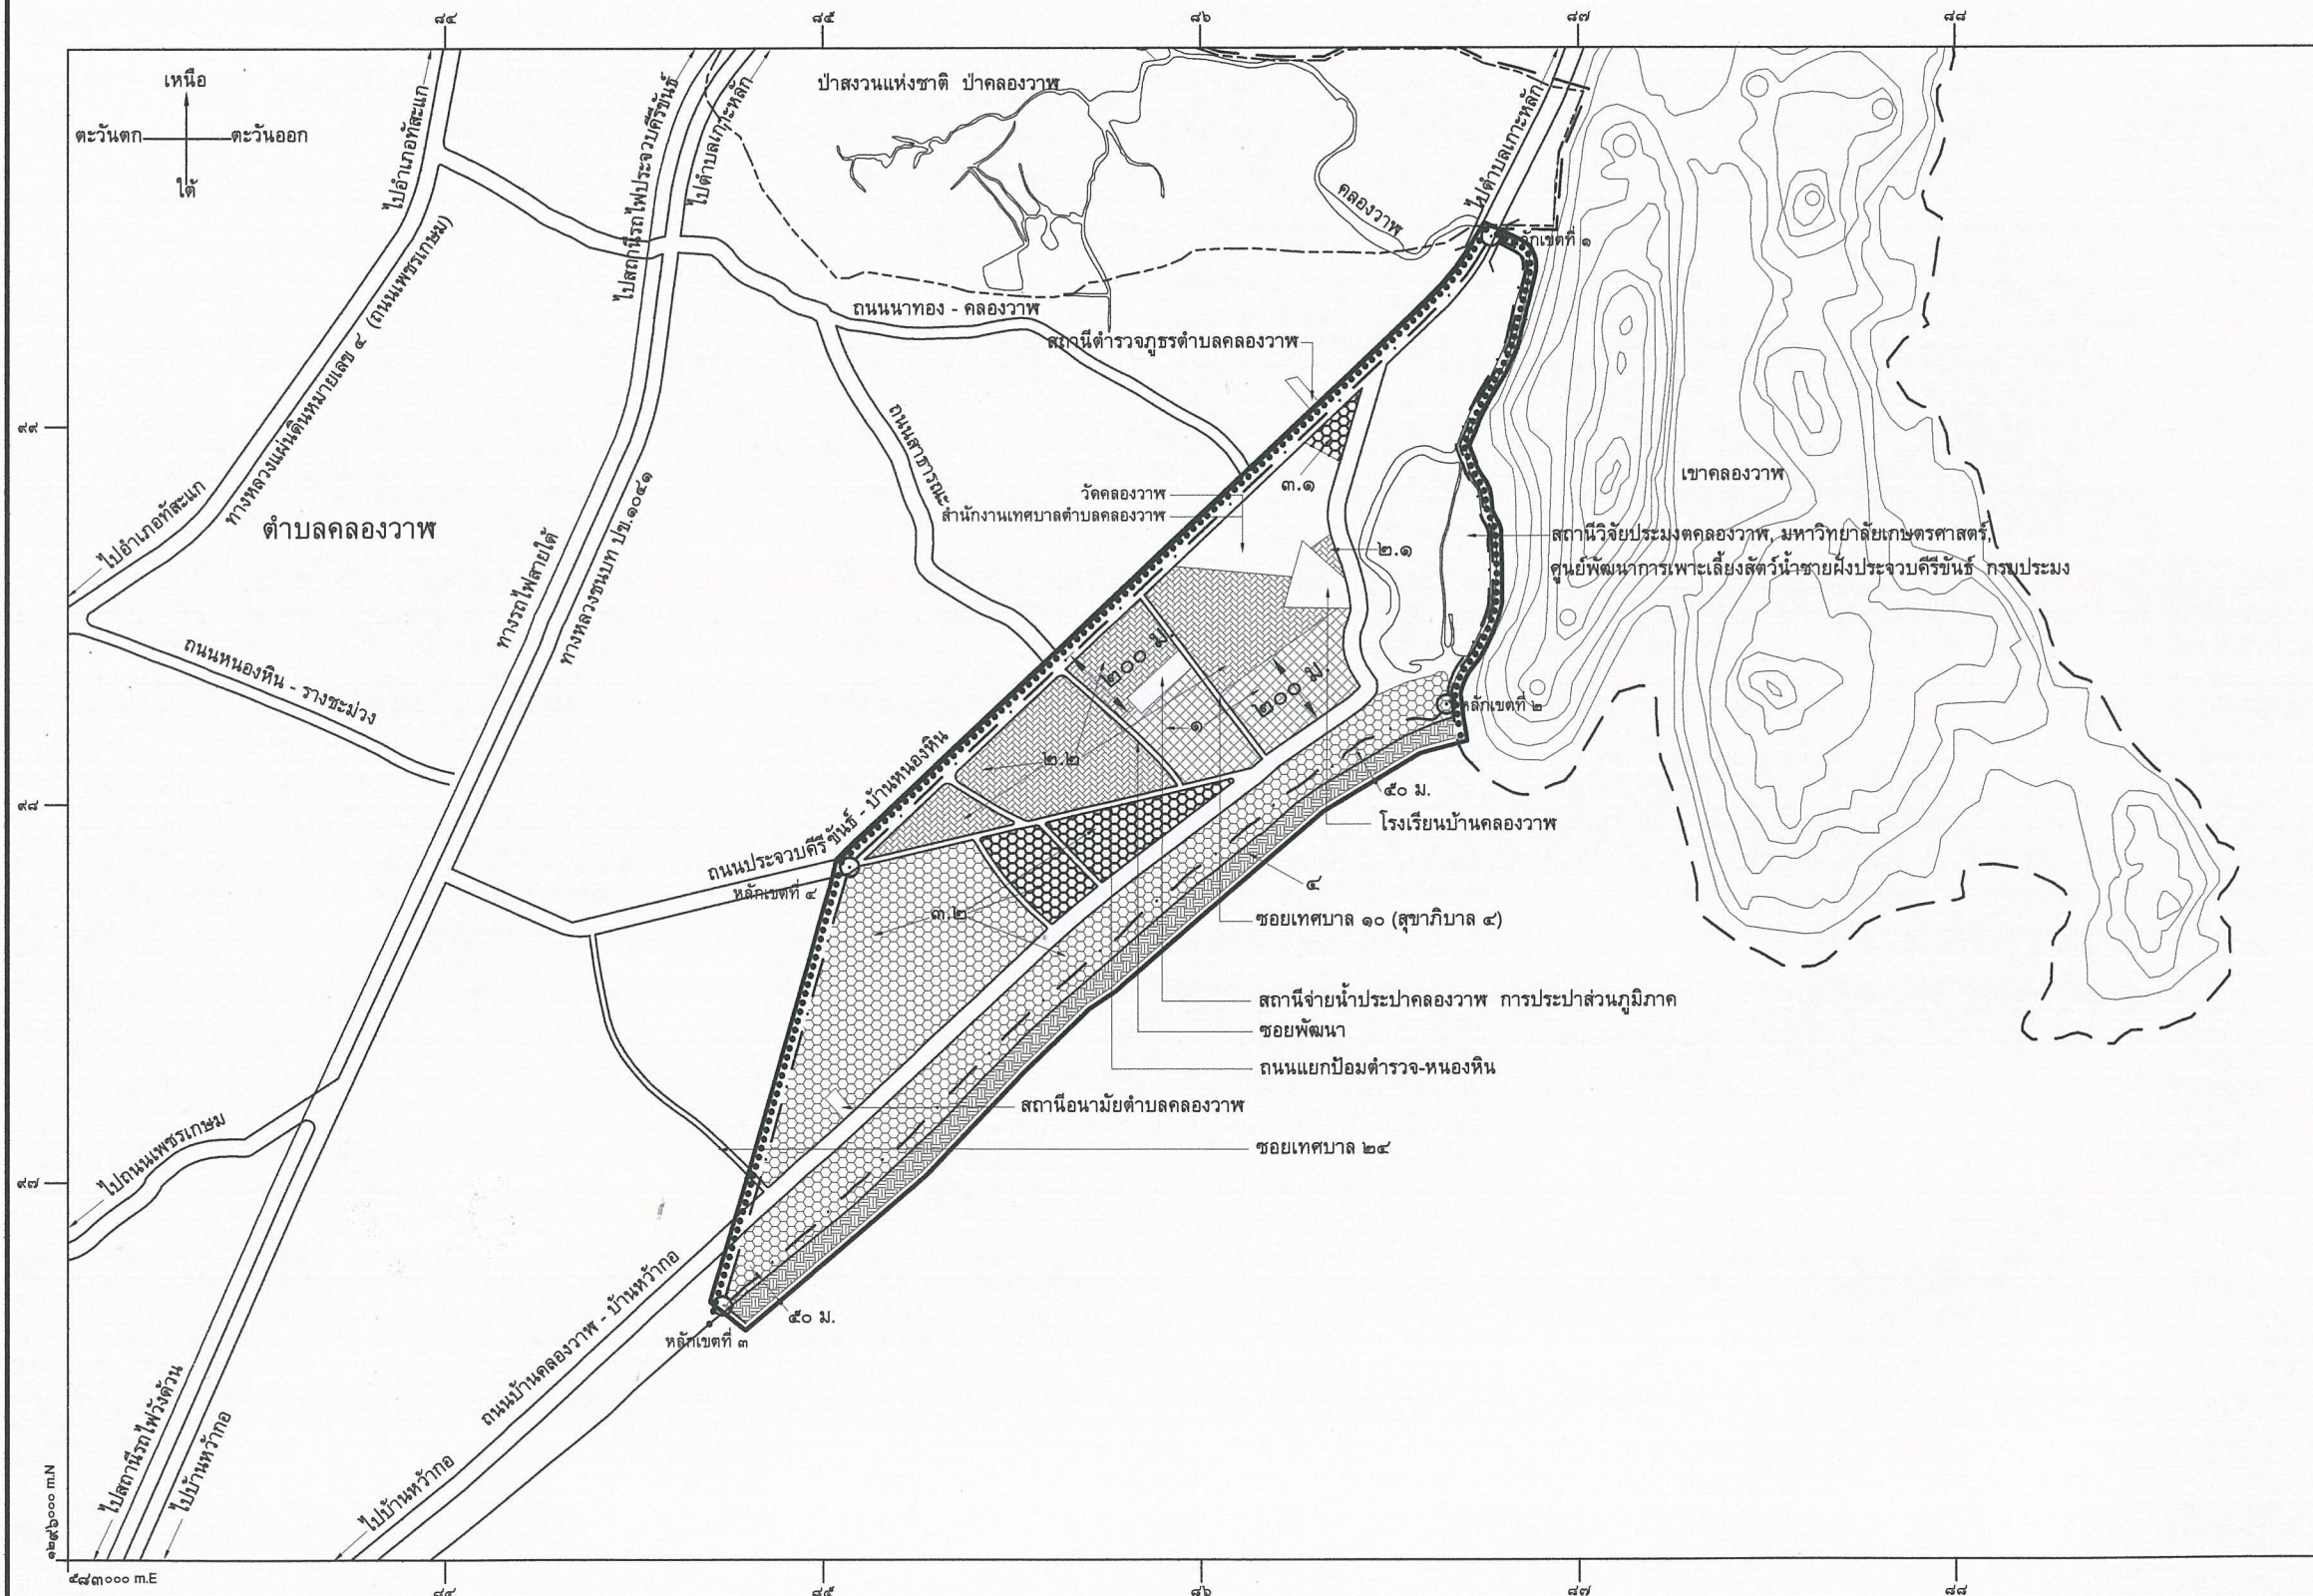 ๘๔
๘๕
๘๖
๘๗
๘๘
เหนือ
ตะวันตก
ตะวันออก
ใต้
ไปอำเภอทัสะแก
ไปสถานีรถไฟประจวบคีรีขันธ์
ไปตำบลเกาะหลัก
ป่าสงวนแห่งชาติ ป่าคลองวาฬ
ไปตำบลเกาะหลัก
คลองวาฬ
หลักเขตที่ ๑
ทางหลวงแผ่นดินหมายเลข ๔ (ถนนเพชรเกษม)
ถนนนาทอง - คลองวาฬ
สถานีตำรวจภูธรตำบลคลองวาฬ
๙๙
ถนนสาธารณะ
๓.๑
เขาคลองวาฬ
ไปอำเภอทัสะแก
ตำบลคลองวาฬ
ทางรถไฟสายใต้
ทางหลวงชนบท ปข.๑๐๔๑
วัดคลองวาฬ
สำนักงานเทศบาลตำบลคลองวาฬ
๒.๑
สถานีวิจัยประมงตคลองวาฬ, มหาวิทยาลัยเกษตรศาสตร์,
ศูนย์พัฒนาการเพาะเลี้ยงสัตว์น้ำชายฝั่งประจวบคีรีขันธ์ กรมประมง
ถนนหนองหิน - รางชะม่วง
๒๐๐ ม.
๒๐๐ ม.
๑
หลักเขตที่ ๒
๒.๒
๙๘
๕๐ ม.
โรงเรียนบ้านคลองวาฬ
ถนนประจวบคีรีขันธ์ - บ้านหนองหิน
หลักเขตที่ ๔
๔
๓.๒
ซอยเทศบาล ๑๐ (สุขาภิบาล ๔)
สถานีจ่ายน้ำประปาคลองวาฬ การประปาส่วนภูมิภาค
ซอยพัฒนา
ถนนแยกป้อมตำรวจ-หนองหิน
สถานีอนามัยตำบลคลองวาฬ
ซอยเทศบาล ๒๔
ไปถนนเพชรเกษม
๙๗
ถนนบ้านคลองวาฬ - บ้านหว้ากอ
๕๐ ม.
หลักเขตที่ ๓
ไปสถานีรถไฟวังด้วน
ไปบ้านหว้ากอ
ไปบ้านหว้ากอ
๑๒๙๖๐๐๐ m.N
๕๘๓๐๐๐ m.E
๘๔
๘๕
๘๖
๘๗
๘๘